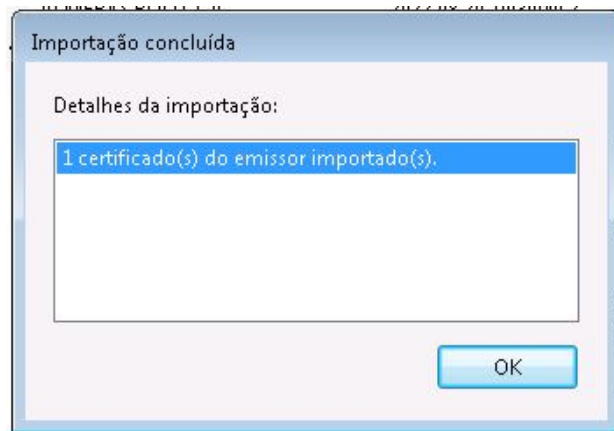 Importação concluída
Detalhes da importação:
1 certificado(s) do emissor importado(s).
OK